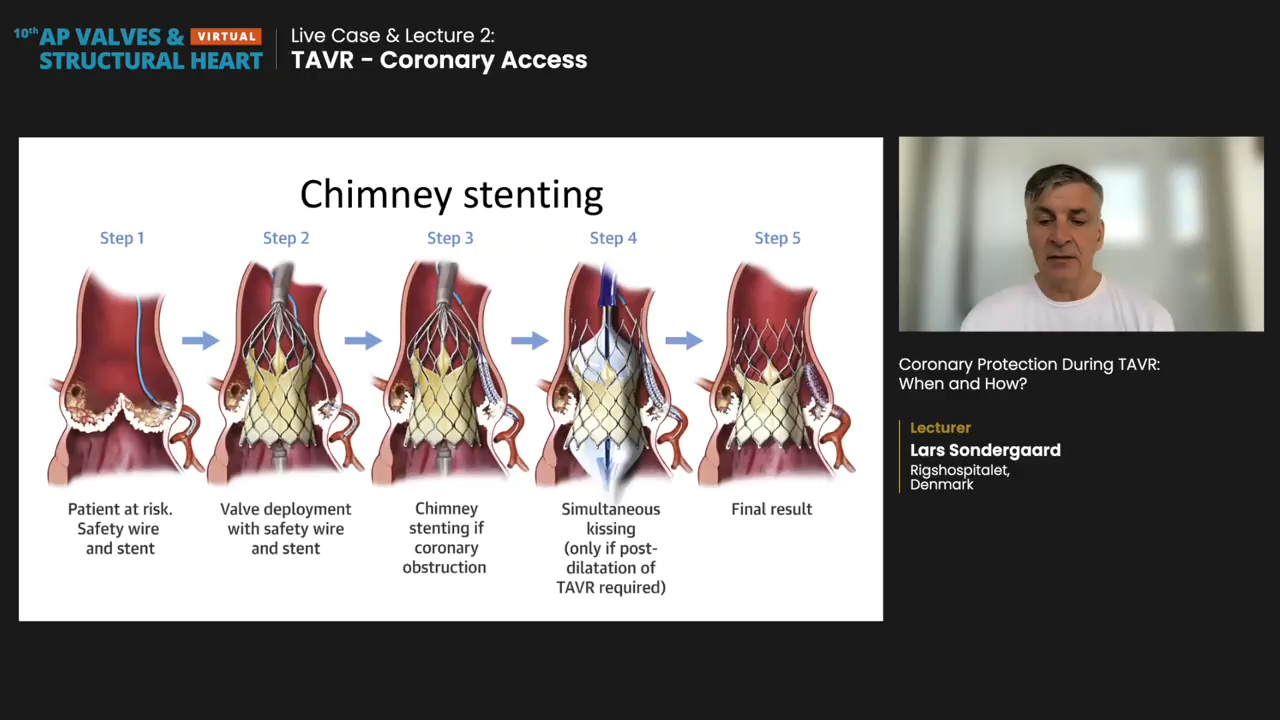 10th AP VALVES & VIRTUAL
STRUCTURAL HEART
Live Case & Lecture 2:
TAVR – Coronary Access
Chimney stenting
Step 1
Step 2
Step 3
Step 4
Step 5
Patient at risk.
Safety wire
and stent
Valve deployment
with safety wire
and stent
Chimney
stenting if
coronary
obstruction
Simultaneous
kissing
(only if post-
dilatation of
TAVR required)
Final result
Coronary Protection During TAVR:
When and How?
Lecturer
Lars Sondergaard
Rigshospitalet,
Denmark